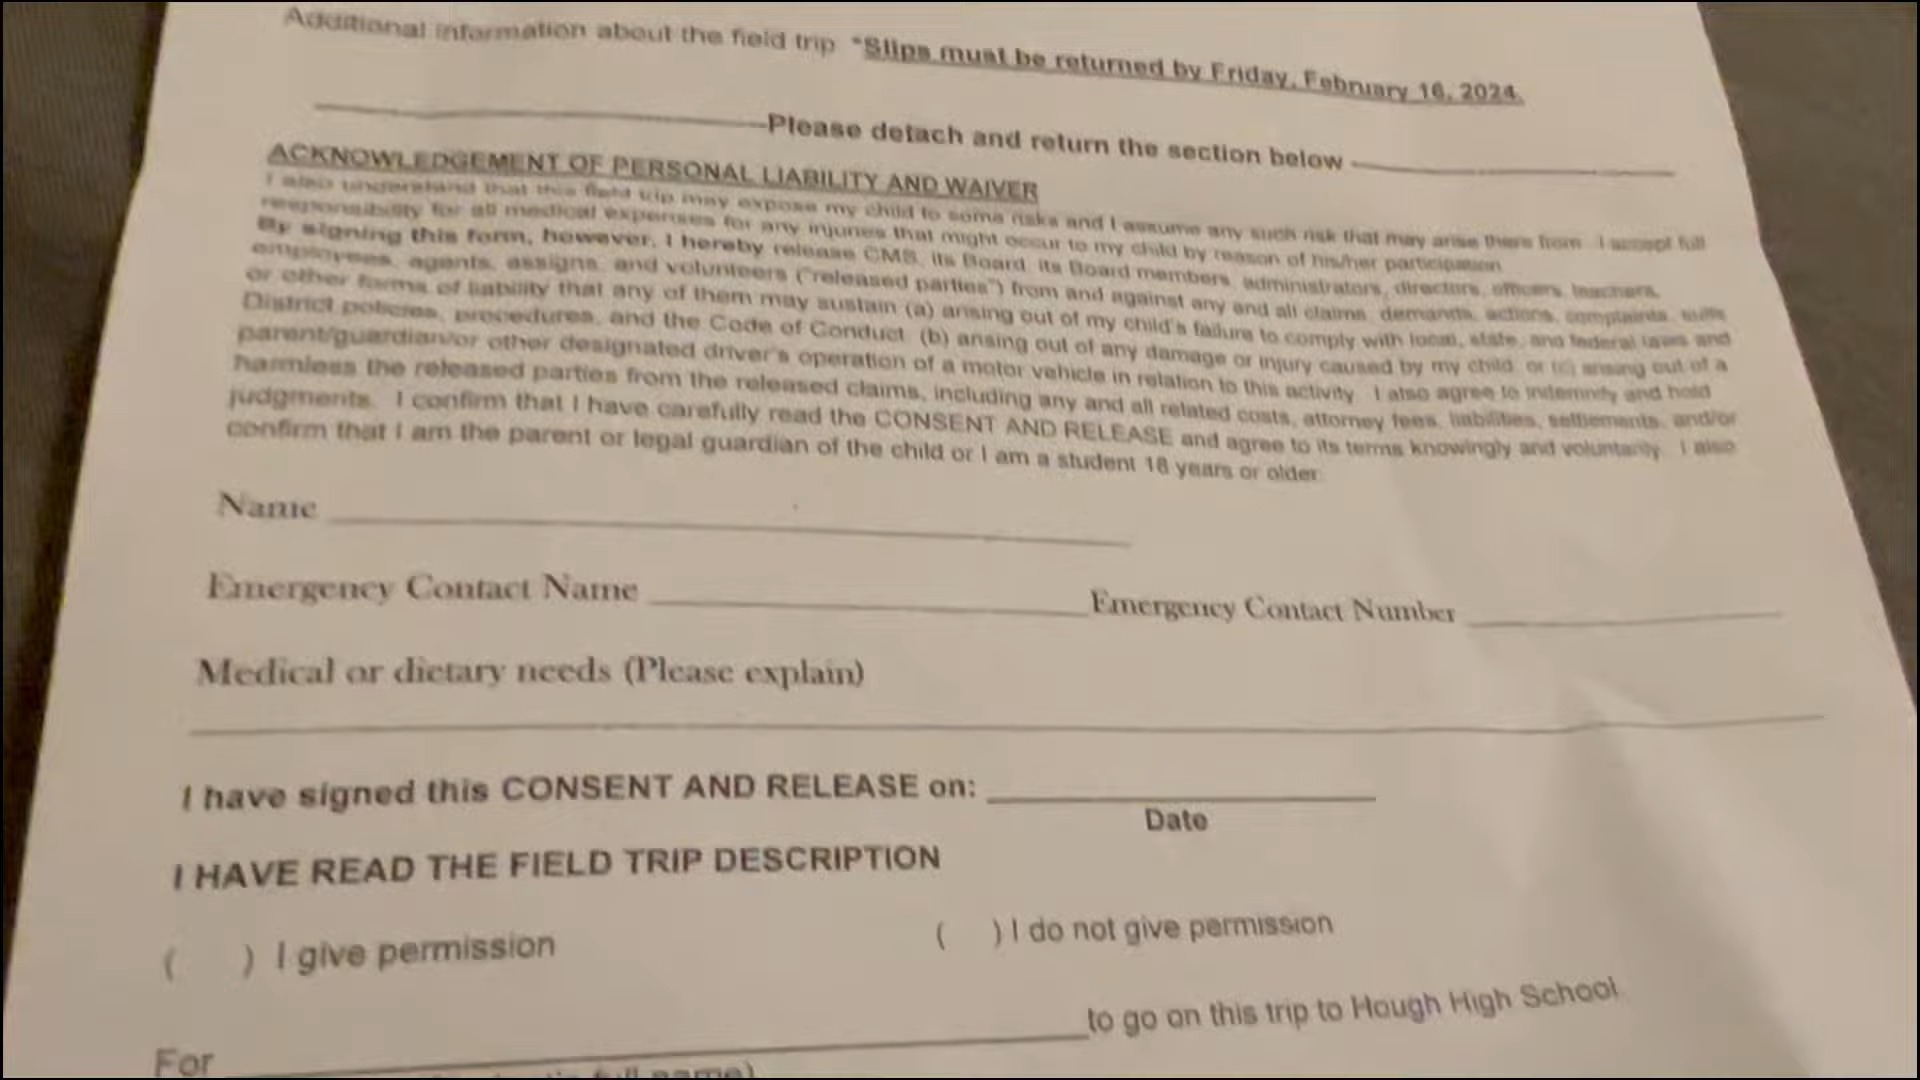 Additional information about the field trip *Slips must be returned by Friday, February 16, 2024.
Please detach and return the section below
ACKNOWLEDGEMENT OF PERSONAL LIABILITY AND WAIVER
I also understand that this field trip may expose my child to some risks and I assume any such risk that may arise there from. I accept full
responsibility for all medical expenses for any injuries that might occur to my child by reason of his/her participation
By signing this form, however, I hereby release CMS, its Board, its Board members, administrators, directors, officers, teachers,
employees, agents, assigns, and volunteers ("released parties") from and against any and all claims, demands, actions, complaints, suits
or other forms of liability that any of them may sustain (a) arising out of my child's failure to comply with local, state, and federal laws and
District policies, procedures, and the Code of Conduct (b) arising out of any damage or injury caused by my child or (c) arising out of a
parent/guardian/or other designated driver's operation of a motor vehicle in relation to this activity. I also agree to indemnify and hold
harmless the released parties from the released claims, including any and all related costs, attorney fees, liabilities, settlements, and/or
judgments. I confirm that I have carefully read the CONSENT AND RELEASE and agree to its terms knowingly and voluntarily. I also
confirm that I am the parent or legal guardian of the child or I am a student 18 years or older.
Name
Emergency Contact Name Emergency Contact Number
Medical or dietary needs (Please explain)
I have signed this CONSENT AND RELEASE on:
Date
I HAVE READ THE FIELD TRIP DESCRIPTION
( ) I give permission ( ) I do not give permission
For to go on this trip to Hough High School
full name)